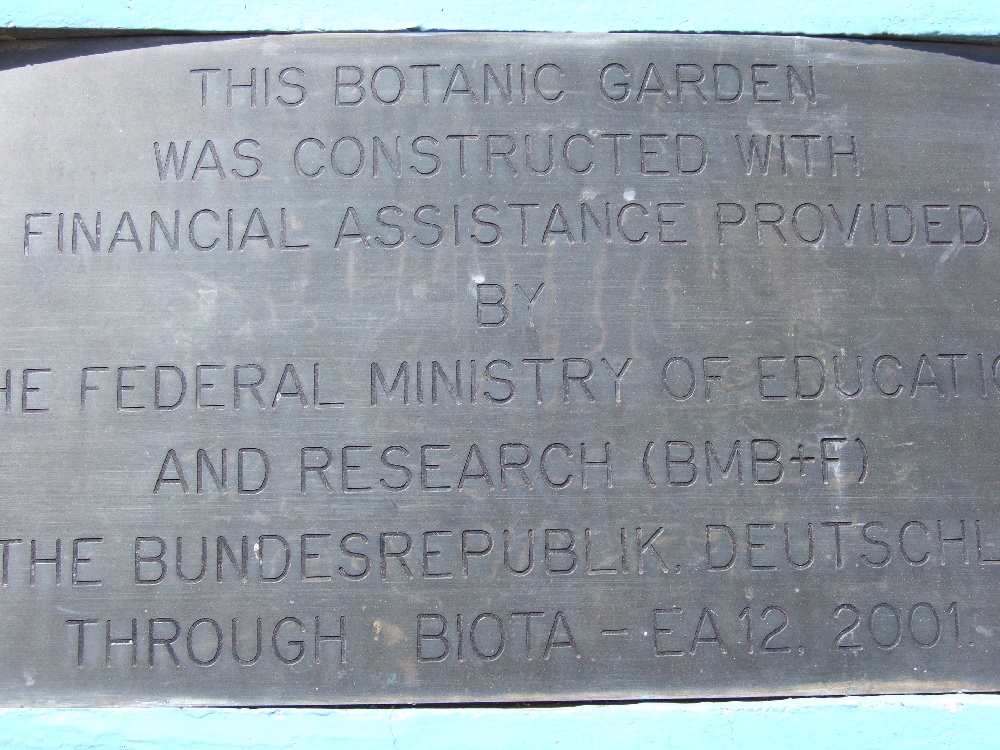 THIS BOTANIC GARDEN
WAS CONSTRUCTED WITH
FINANCIAL ASSISTANCE PROVIDED
BY
HE FEDERAL MINISTRY OF EDUCATIO
AND RESEARCH (BMB+F)
THE BUNDESREPUBLIK, DEUTSCHL
THROUGH BIOTA - EA12, 2001.